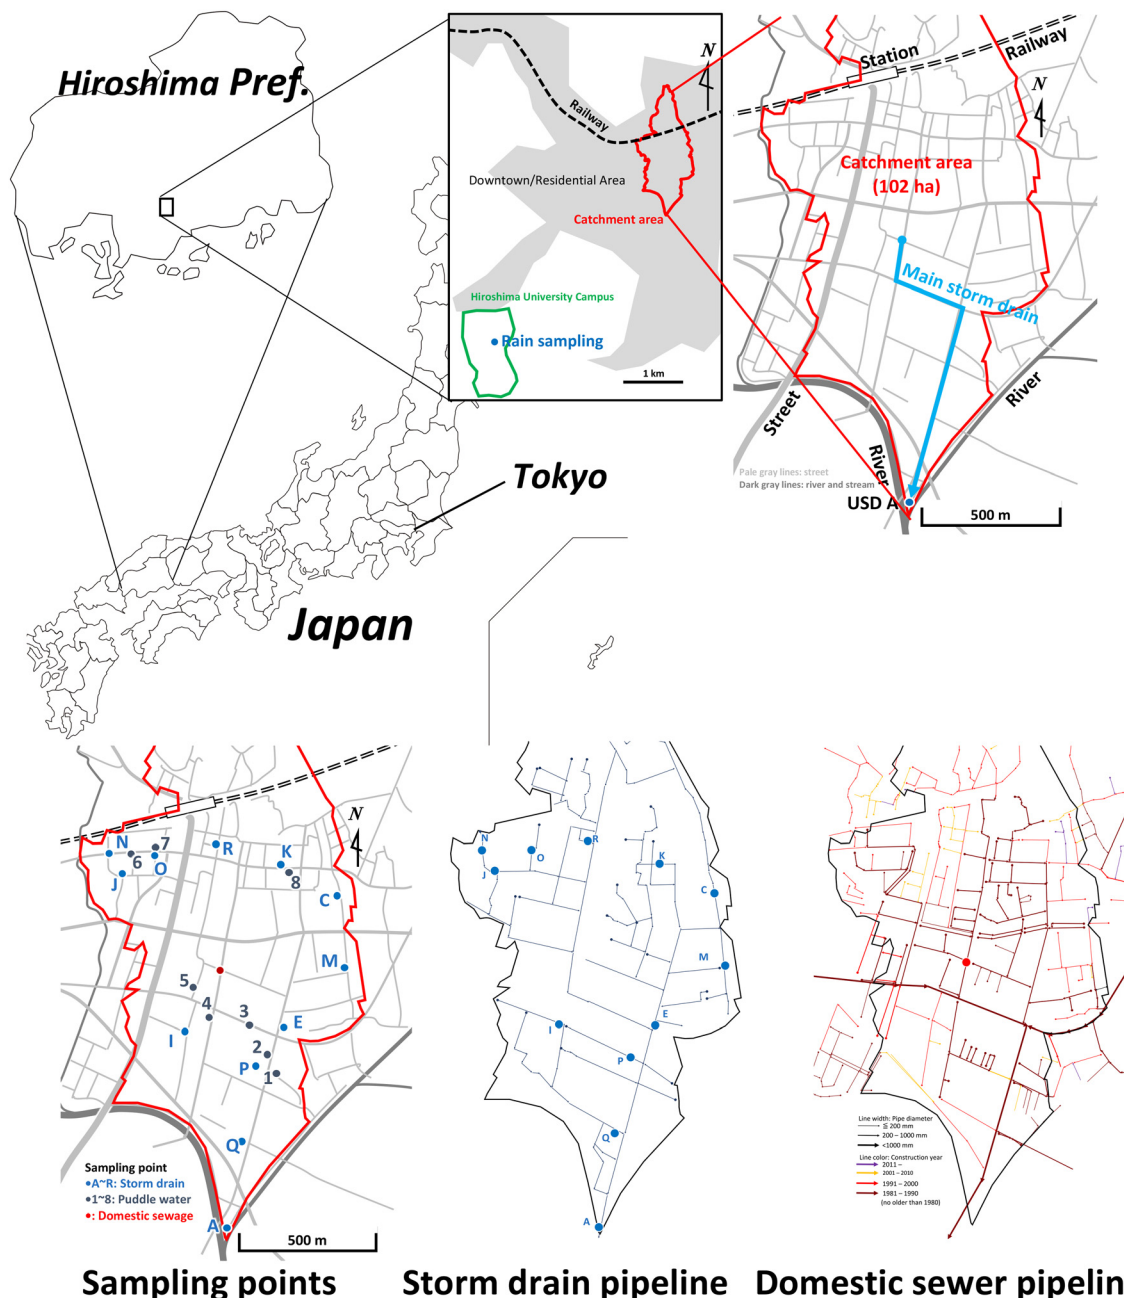 Hiroshima Pref.
N
Railway
Downtown/Residential Area
Catchment area
Hiroshima University Campus
Rain sampling
1 km
Station
Railway
N
Catchment area
(102 ha)
Main storm drain
Street
River
River
Pale gray lines: street
Dark gray lines: river and stream
USD A
500 m
Tokyo
Japan
N
N
7
6
O
J
R
K
8
C
M
5
4
3
E
I
2
P
1
Q
A
Sampling point
●A~R: Storm drain
●1~8: Puddle water
●: Domestic sewage
500 m
Sampling points
N
O
R
J
K
C
M
E
I
P
Q
A
Storm drain pipeline
Line width: Pipe diameter
≦ 200 mm
200 – 1000 mm
<1000 mm
Line color: Construction year
2011 –
2001 – 2010
1991 – 2000
1981 – 1990
(no older than 1980)
Domestic sewer pipelin